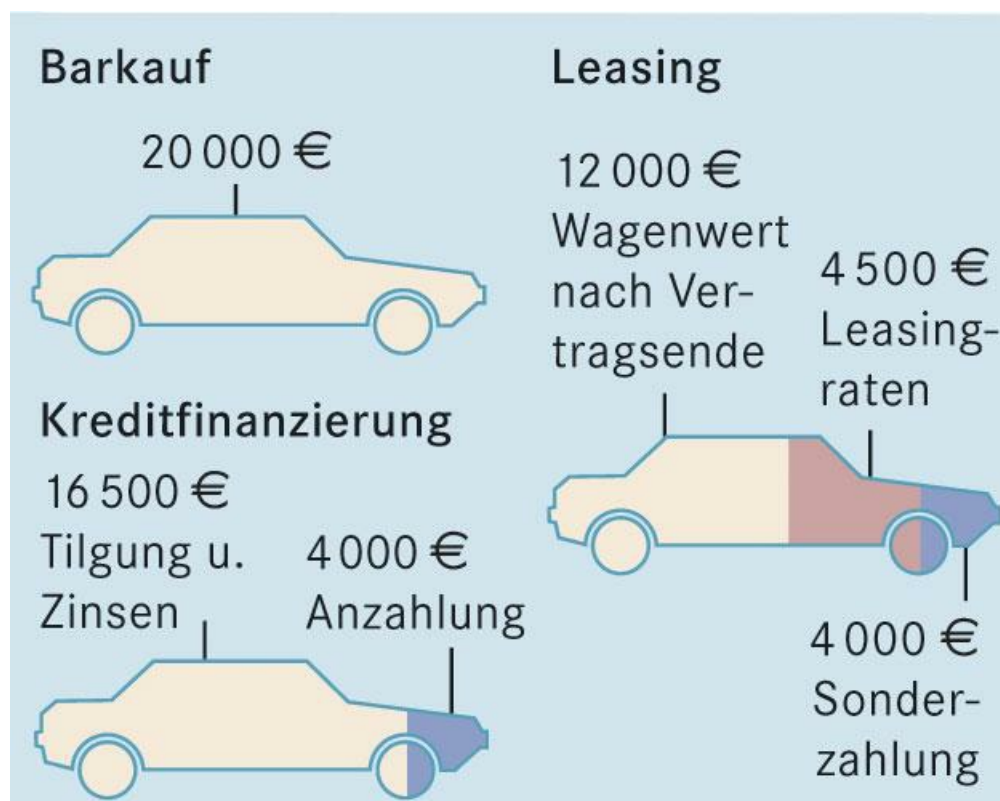 Barkauf
20 000 €
Kreditfinanzierung
16 500 €
Tilgung u.
Zinsen
4 000 €
Anzahlung
Leasing
12 000 €
Wagenwert
nach Ver-
tragsende
4 500 €
Leasing-
raten
4 000 €
Sonder-
zahlung